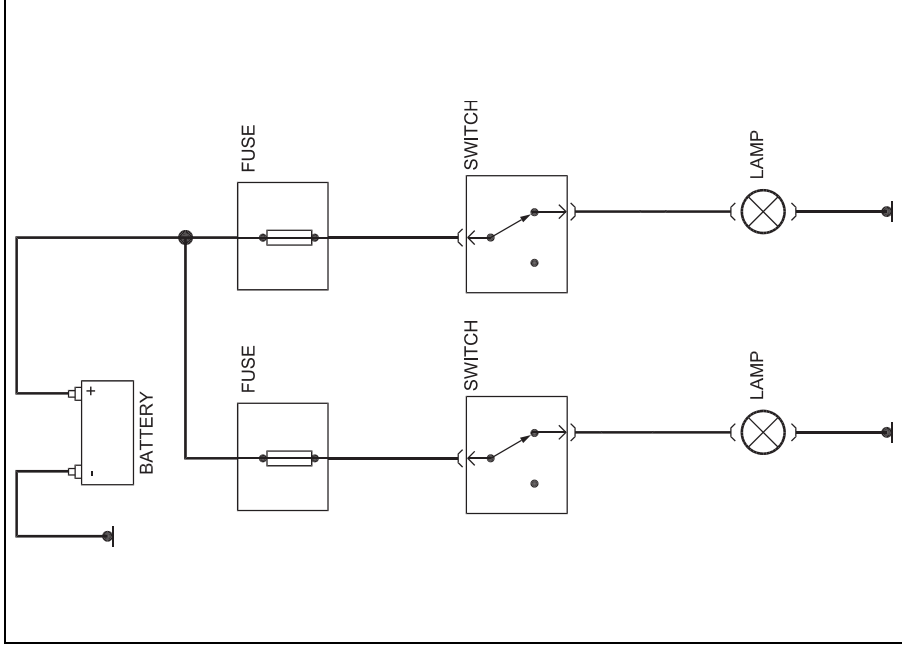 BATTERY
+
-
FUSE
FUSE
SWITCH
SWITCH
LAMP
LAMP